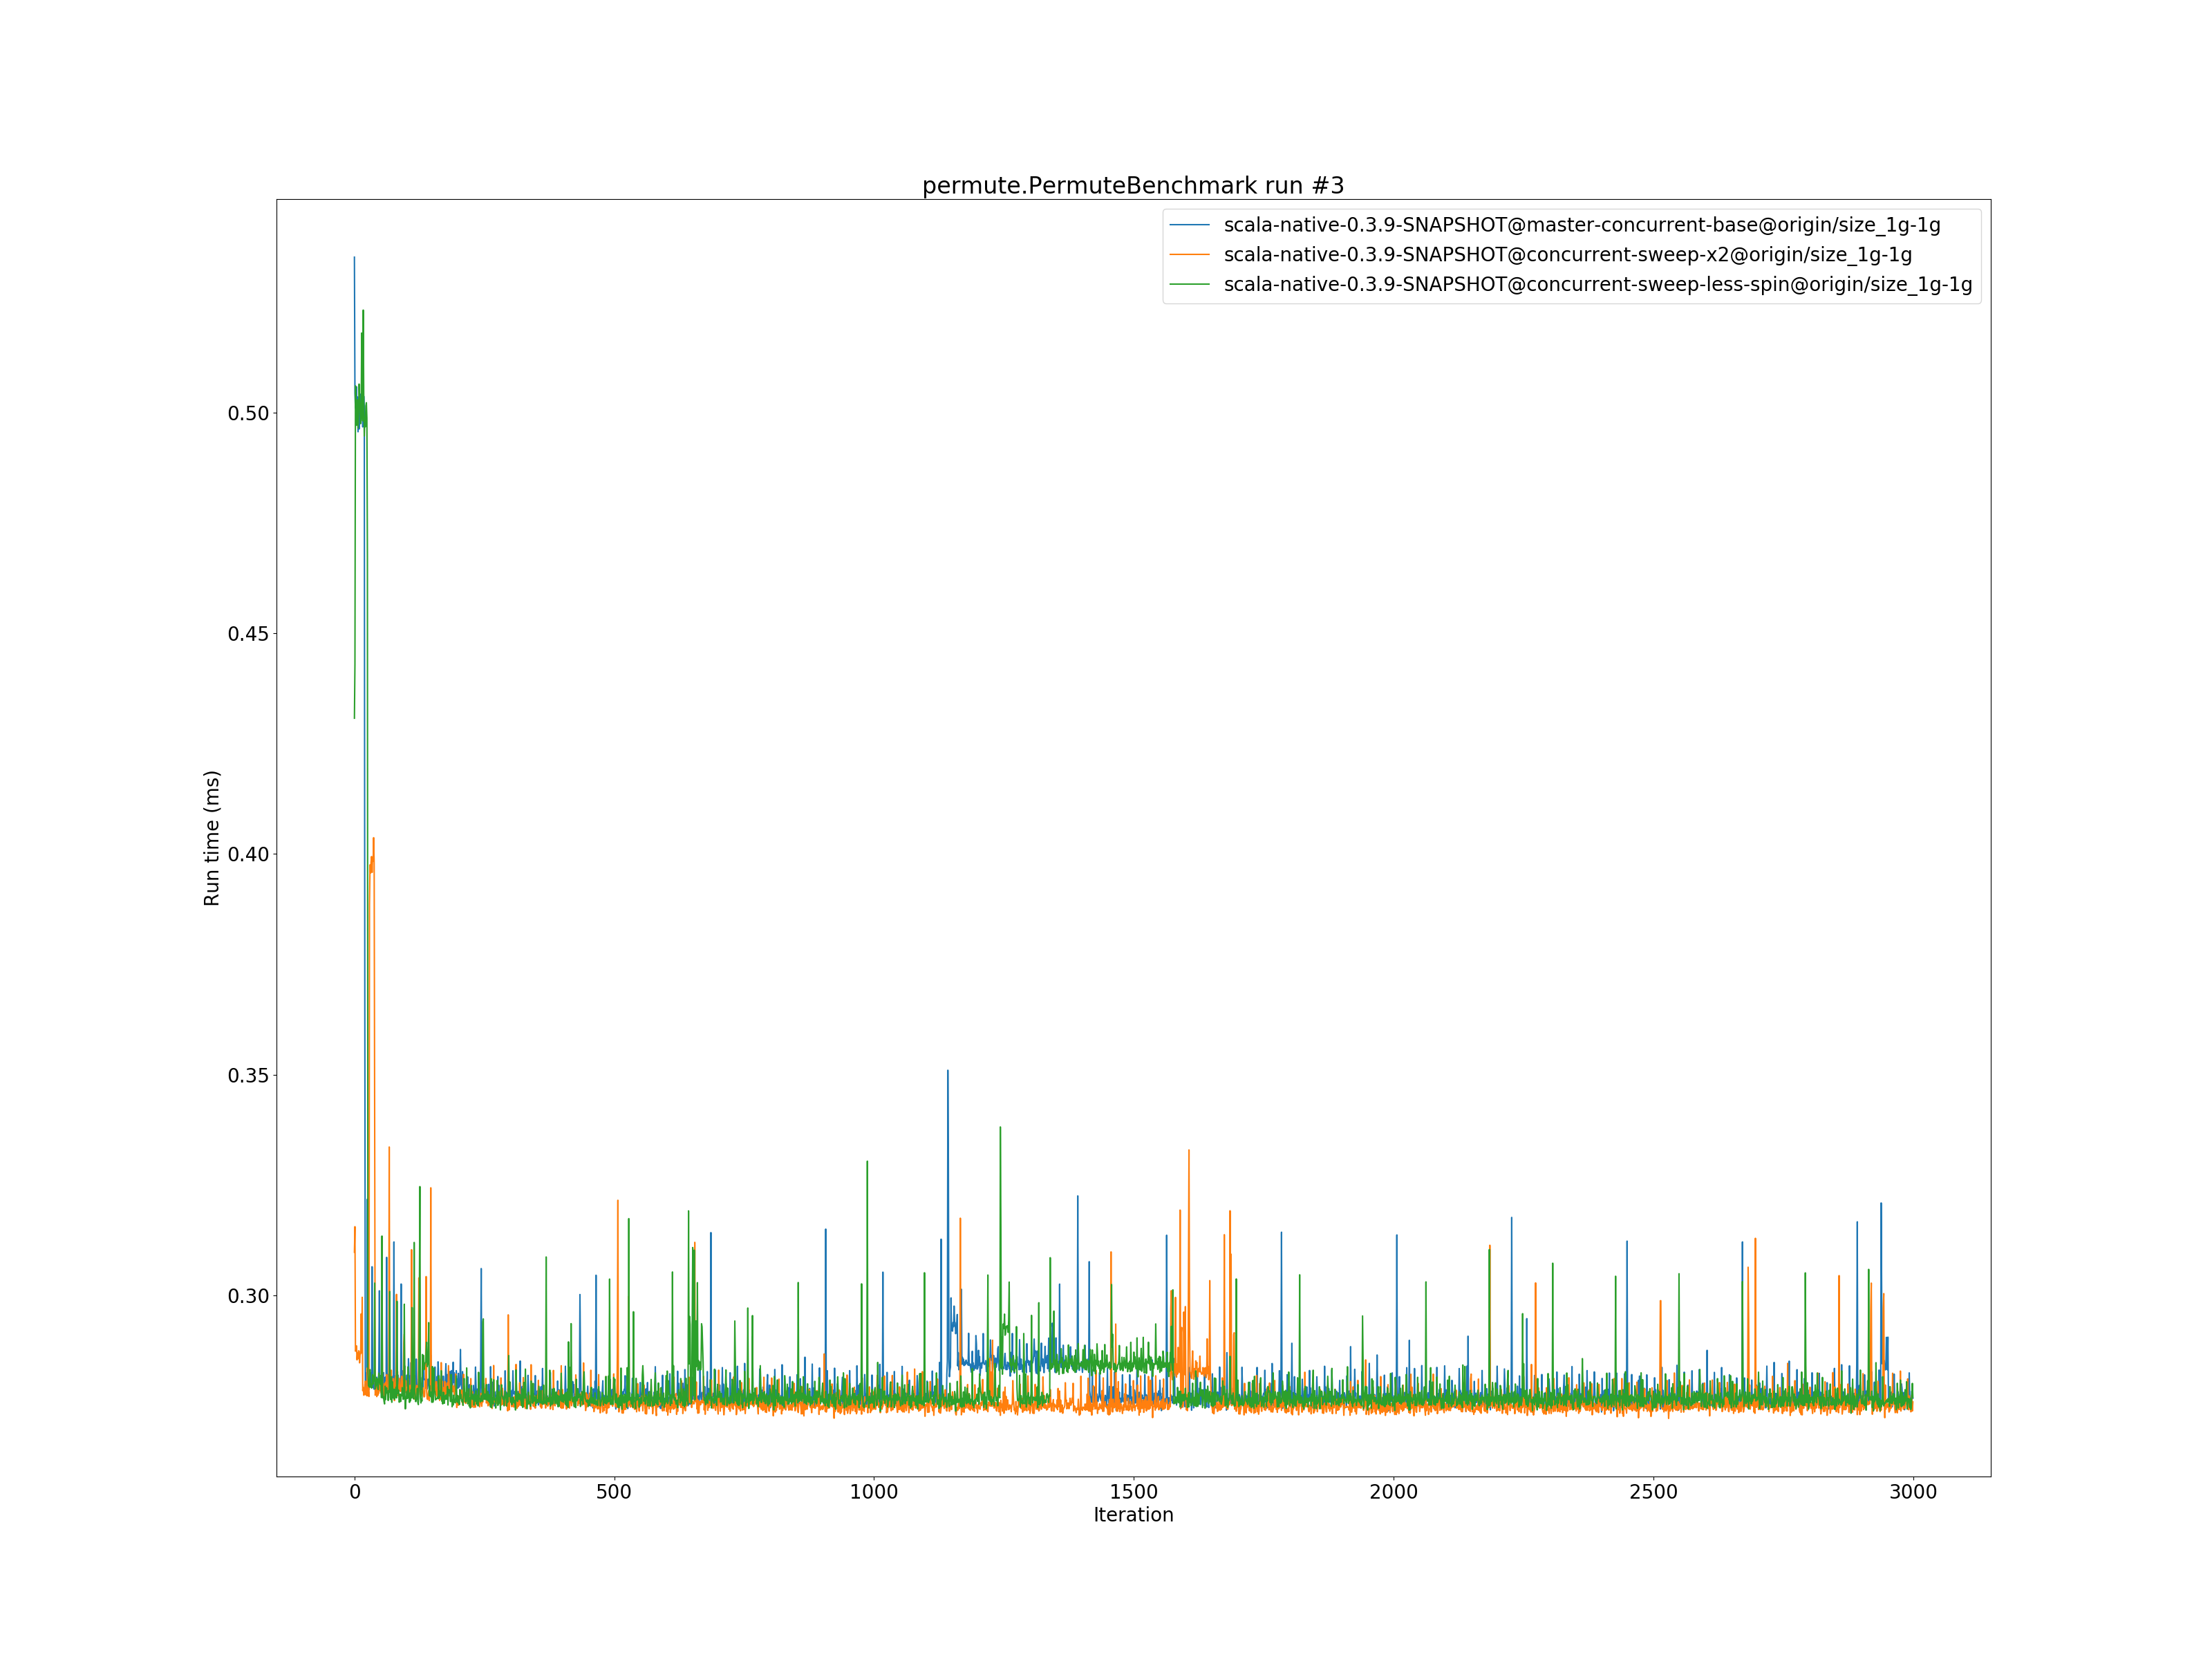 permute.PermuteBenchmark run #3
scala-native-0.3.9-SNAPSHOT@master-concurrent-base@origin/size_1g-1g
scala-native-0.3.9-SNAPSHOT@concurrent-sweep-x2@origin/size_1g-1g
scala-native-0.3.9-SNAPSHOT@concurrent-sweep-less-spin@origin/size_1g-1g
0.50
0.45
0.40
0.35
0.30
Run time (ms)
0 500 1000 1500 2000 2500 3000
Iteration